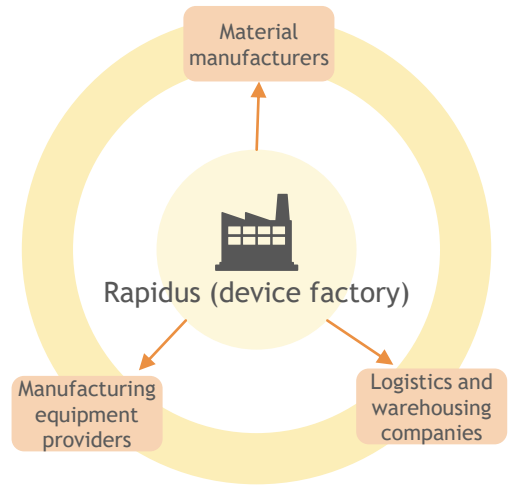 Material
manufacturers
Rapidus (device factory)
Manufacturing
equipment
providers
Logistics and
warehousing
companies